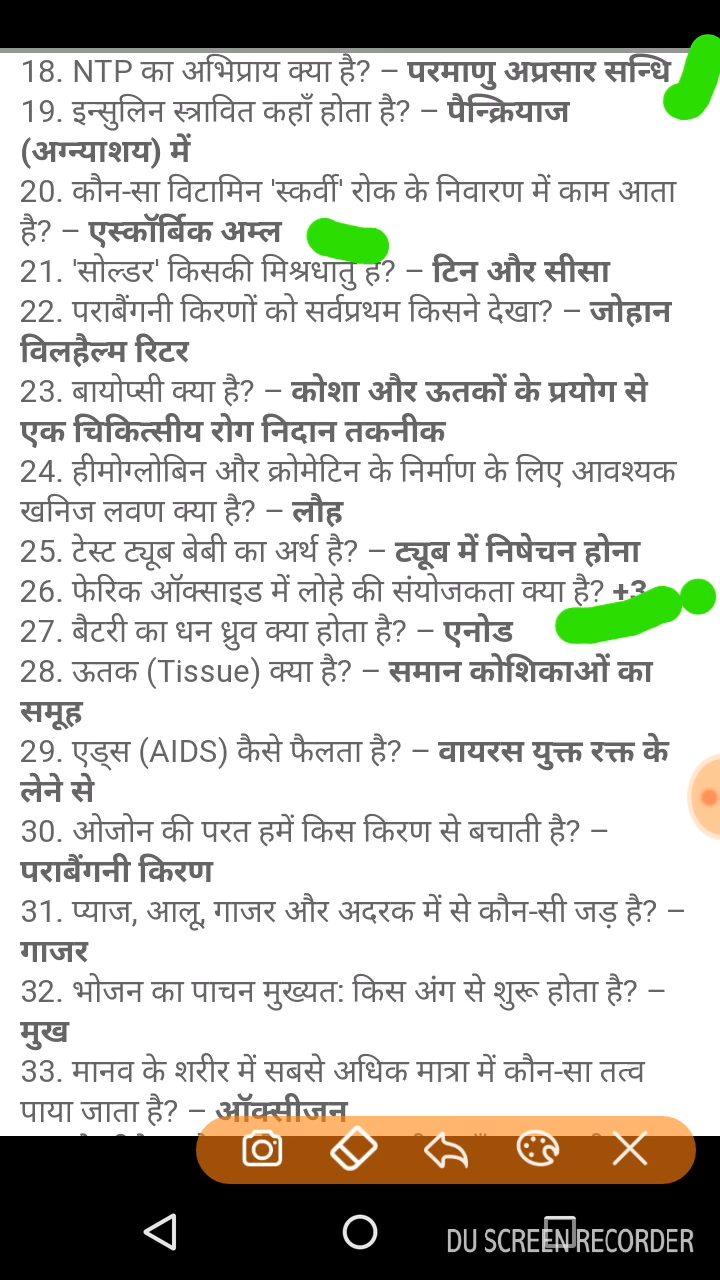 18. NTP का अभिप्राय क्या है? – परमाणु अप्रसार सन्धि
19. इन्सुलिन स्त्रावित कहाँ होता है? – पैन्क्रियाज
(अग्न्याशय) में
20. कौन-सा विटामिन 'स्कर्वी' रोक के निवारण में काम आता
है? – एस्कॉर्बिक अम्ल
21. 'सोल्डर' किसकी मिश्रधातु है? – टिन और सीसा
22. पराबैंगनी किरणों को सर्वप्रथम किसने देखा? – जोहान
विलहैल्म रिटर
23. बायोप्सी क्या है? – कोशा और ऊतकों के प्रयोग से
एक चिकित्सीय रोग निदान तकनीक
24. हीमोग्लोबिन और क्रोमेटिन के निर्माण के लिए आवश्यक
खनिज लवण क्या है? – लौह
25. टेस्ट ट्यूब बेबी का अर्थ है? – ट्यूब में निषेचन होना
26. फेरिक ऑक्साइड में लोहे की संयोजकता क्या है? +3
27. बैटरी का धन ध्रुव क्या होता है? – एनोड
28. ऊतक (Tissue) क्या है? – समान कोशिकाओं का
समूह
29. एड्स (AIDS) कैसे फैलता है? – वायरस युक्त रक्त के
लेने से
30. ओजोन की परत हमें किस किरण से बचाती है? –
पराबैंगनी किरण
31. प्याज, आलू, गाजर और अदरक में से कौन-सी जड़ है? –
गाजर
32. भोजन का पाचन मुख्यत: किस अंग से शुरू होता है? –
मुख
33. मानव के शरीर में सबसे अधिक मात्रा में कौन-सा तत्व
पाया जाता है? – ऑक्सीजन
DU SCREEN RECORDER